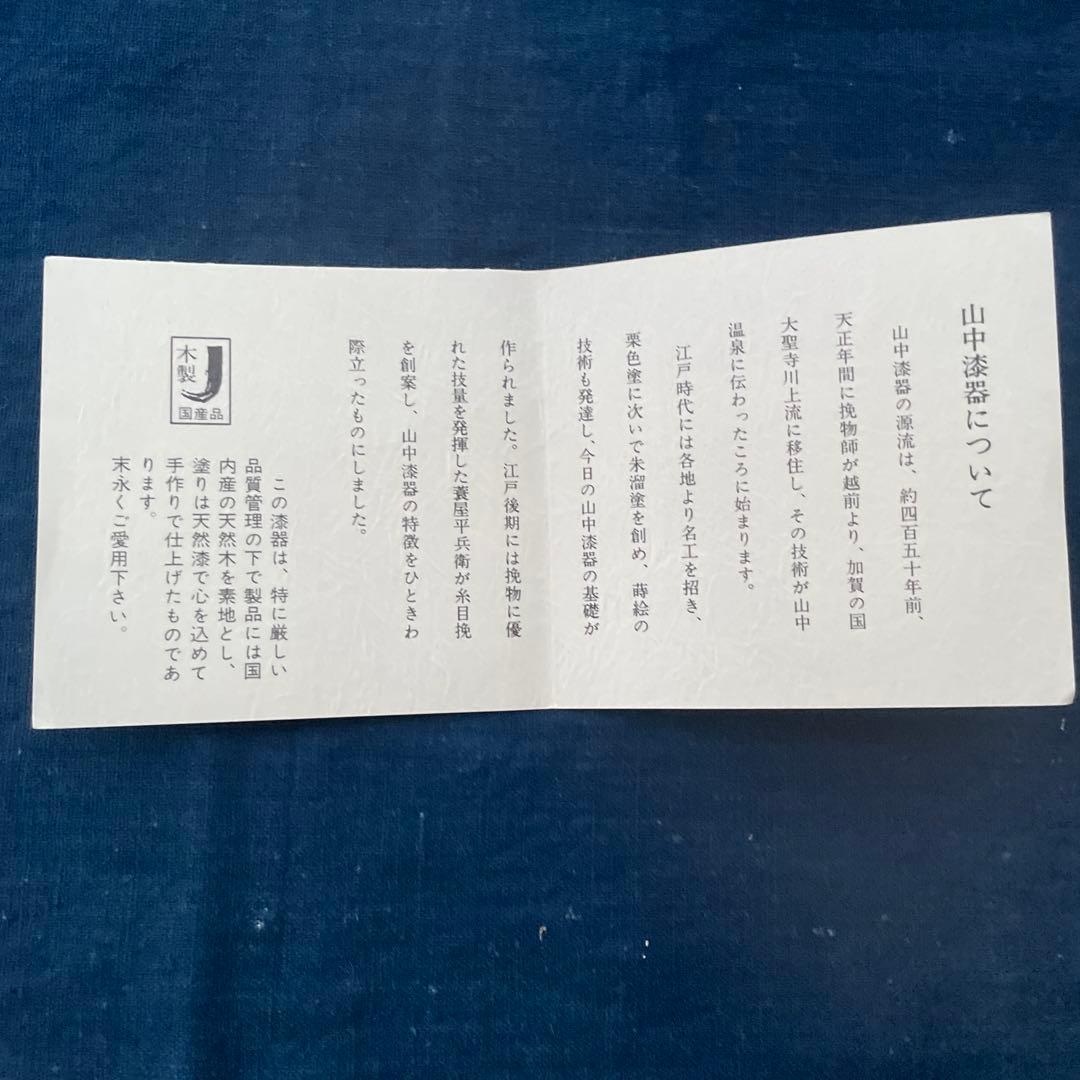 山中漆器について
山中漆器の源流は、約四百五十年前、
天正年間に挽物師が越前より、加賀の国
大聖寺川上流に移住し、その技術が山中
温泉に伝わったころに始まります。
江戸時代には各地より名工を招き、
栗色塗に次いで朱溜塗を創め、蒔絵の
技術も発達し、今日の山中漆器の基礎が
作られました。江戸後期には挽物に優
れた技量を発揮した蓑屋平兵衛が糸目挽
を創案し、山中漆器の特徴をひときわ
際立ったものにしました。
木製
J
国産品
この漆器は、特に厳しい
品質管理の下で製品には国
内産の天然木を素地とし、
塗りは天然漆で心を込めて
手作りで仕上げたものであ
ります。
末永くご愛用下さい。